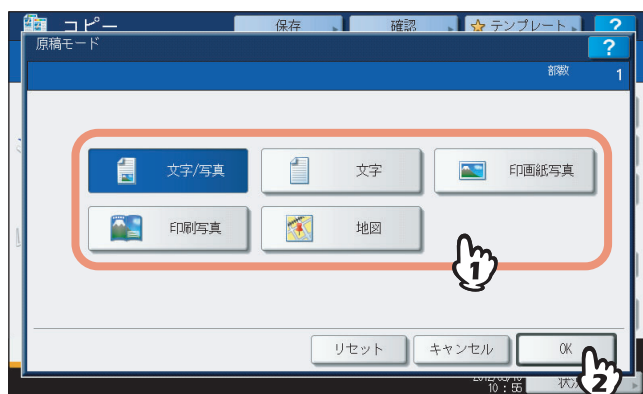 コピー 保存 確認 テンプレート ?
原稿モード ?
部数 1
文字/写真 文字 印画紙写真
印刷写真 地図
1
リセット キャンセル OK
2
10:55